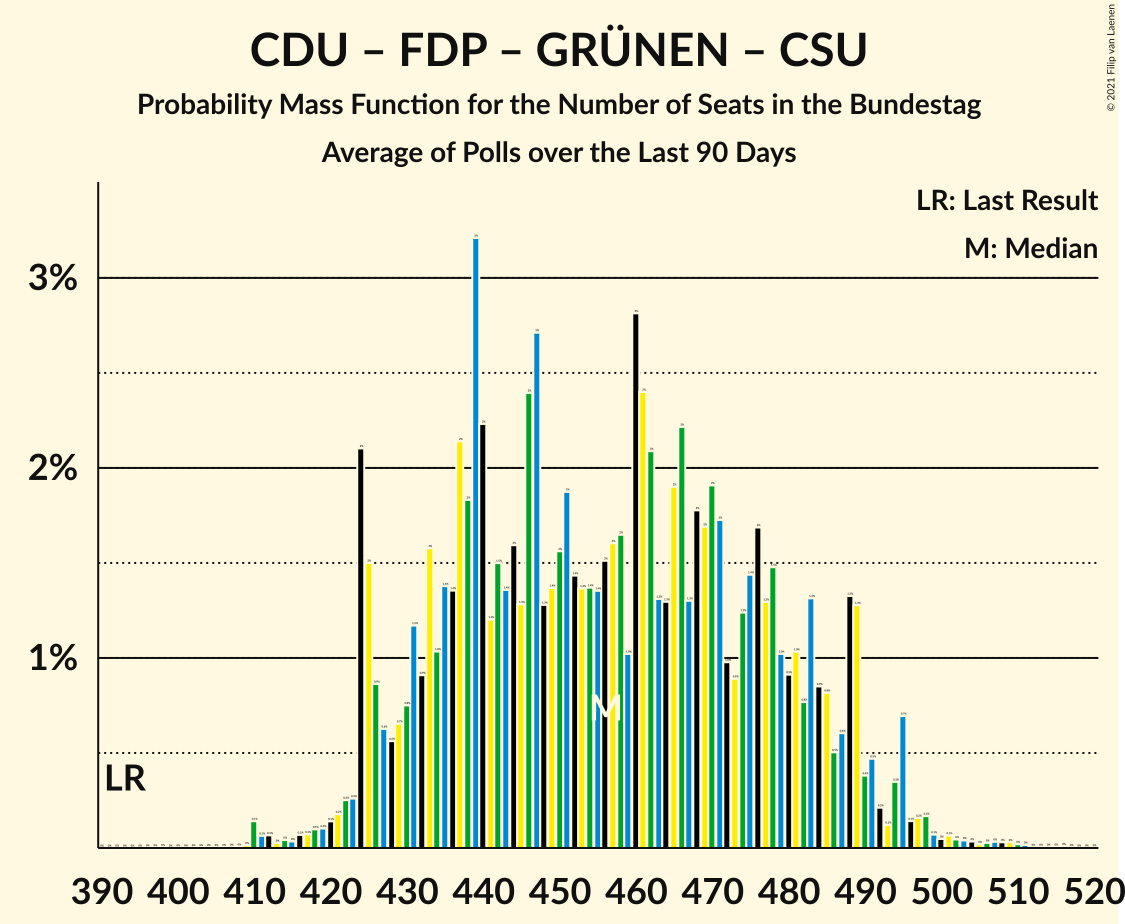 CDU – FDP – GRÜNEN – CSU
Probability Mass Function for the Number of Seats in the Bundestag
Average of Polls over the Last 90 Days
© 2021 Filip van Laenen
LR: Last Result
M: Median
3%
2%
1%
LR
M
390 400 410 420 430 440 450 460 470 480 490 500 510 520